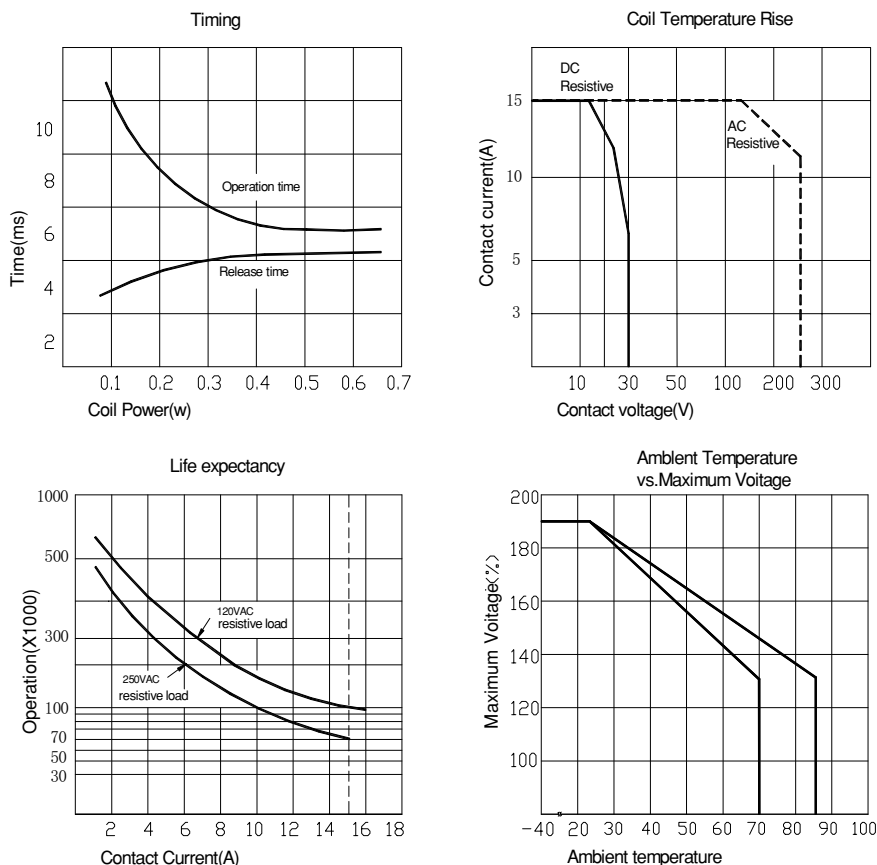 Timing
10
8
6
4
2
Time(ms)
Operation time
Release time
0.1 0.2 0.3 0.4 0.5 0.6 0.7
Coil Power(w)
Coil Temperature Rise
DC
Resistive
AC
Resistive
15
10
5
3
Contact current(A)
10 30 50 100 200 300
Contact voltage(V)
Life expectancy
1000
500
300
100
70
50
30
Operation(X1000)
120VAC
resistive load
250VAC
resistive load
2 4 6 8 10 12 14 16 18
Contact Current(A)
Amblent Temperature
vs.Maximum Voitage
200
180
160
140
120
100
Maximum Voitage(%)
-40 20 30 40 50 60 70 80 90 100
Ambient temperature